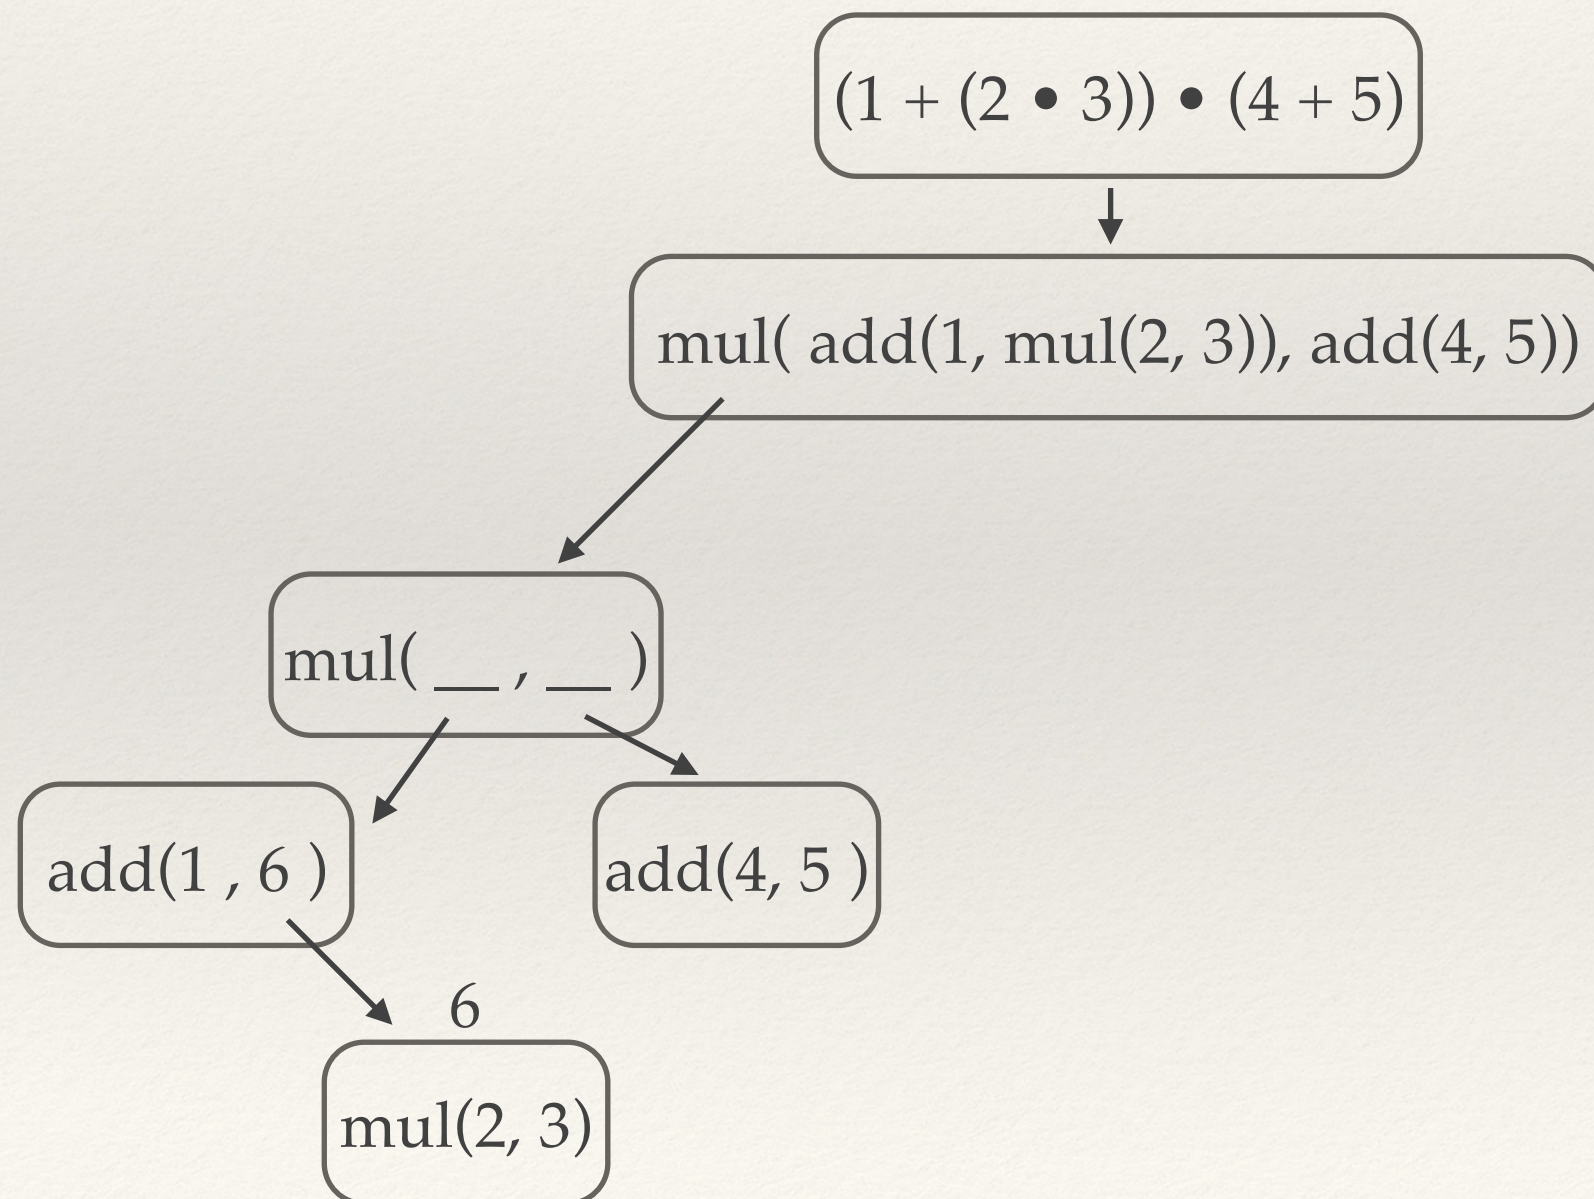 (1 + (2 • 3)) • (4 + 5)
mul( add(1, mul(2, 3)), add(4, 5))
mul( __ , __ )
add(1 , 6 )
add(4, 5 )
6
mul(2, 3)